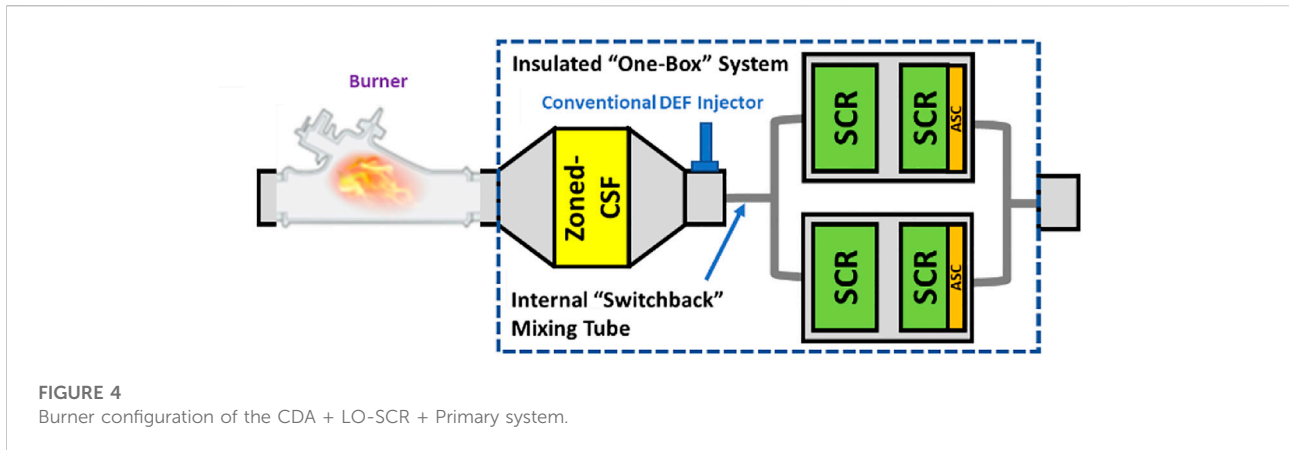 Burner
Insulated “One-Box” System
Conventional DEF Injector
Zoned-
CSF
SCR
SCR
ASC
SCR
SCR
ASC
Internal “Switchback”
Mixing Tube
FIGURE 4
Burner configuration of the CDA + LO-SCR + Primary system.